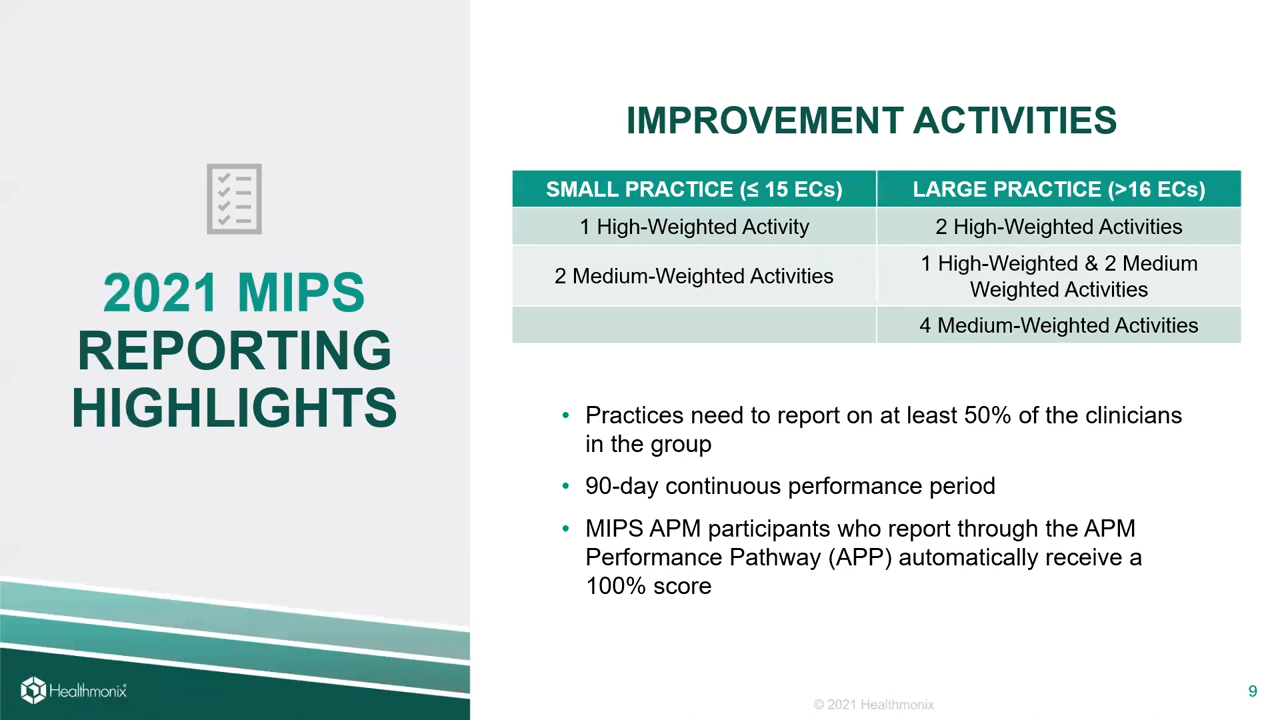 2021 MIPS
REPORTING
HIGHLIGHTS
Healthmonix
IMPROVEMENT ACTIVITIES
SMALL PRACTICE (≤ 15 ECs)
LARGE PRACTICE (>16 ECs)
1 High-Weighted Activity
2 High-Weighted Activities
2 Medium-Weighted Activities
1 High-Weighted & 2 Medium
Weighted Activities
4 Medium-Weighted Activities
• Practices need to report on at least 50% of the clinicians
in the group
• 90-day continuous performance period
• MIPS APM participants who report through the APM
Performance Pathway (APP) automatically receive a
100% score
© 2021 Healthmonix
9